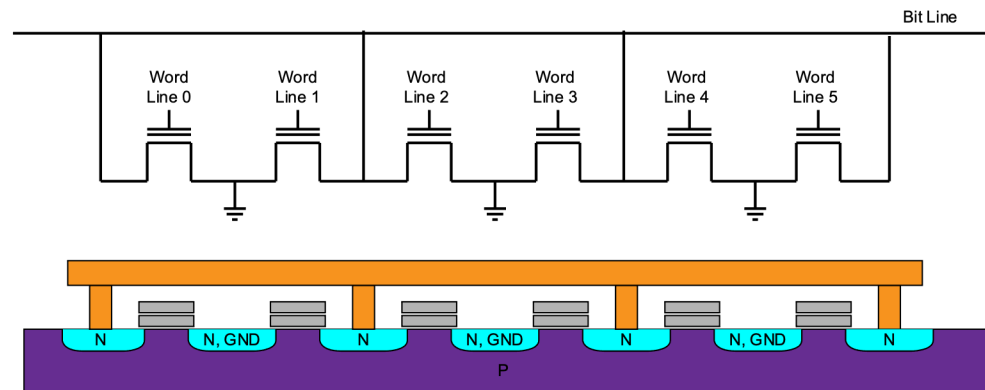 Bit Line
Word
Line 0
Word
Line 1
Word
Line 2
Word
Line 3
Word
Line 4
Word
Line 5
N
N, GND
N
N, GND
N
N, GND
N
P